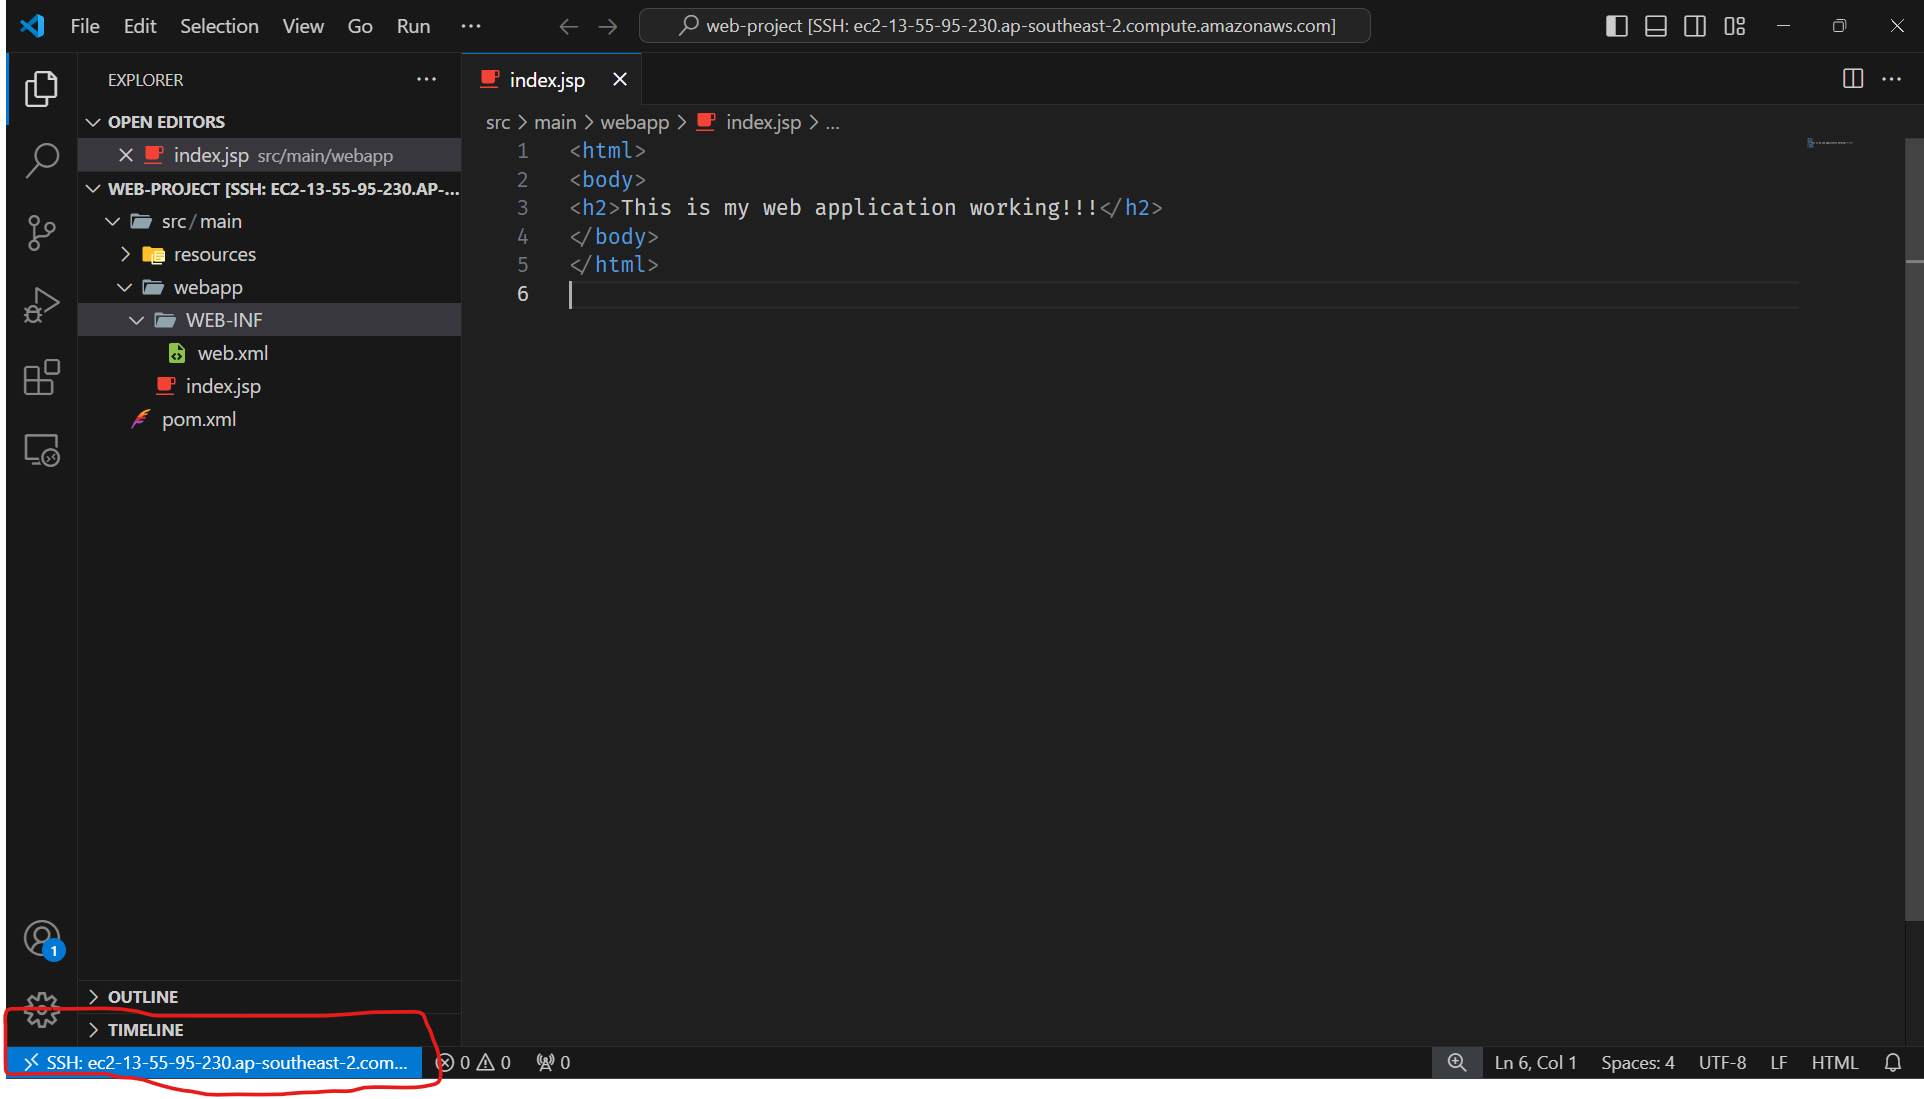 File Edit Selection View Go Run ··· web-project [SSH: ec2-13-55-95-230.ap-southeast-2.compute.amazonaws.com]
EXPLORER ···
OPEN EDITORS
index.jsp src/main/webapp
WEB-PROJECT [SSH: EC2-13-55-95-230.AP-...
src/main
resources
webapp
WEB-INF
web.xml
index.jsp
pom.xml
OUTLINE
TIMELINE
index.jsp
src > main > webapp > index.jsp > ...
1 <html>
2 <body>
3 <h2>This is my web application working!!!</h2>
4 </body>
5 </html>
6
1
SSH: ec2-13-55-95-230.ap-southeast-2.com... 0 0 0 Ln 6, Col 1 Spaces: 4 UTF-8 LF HTML